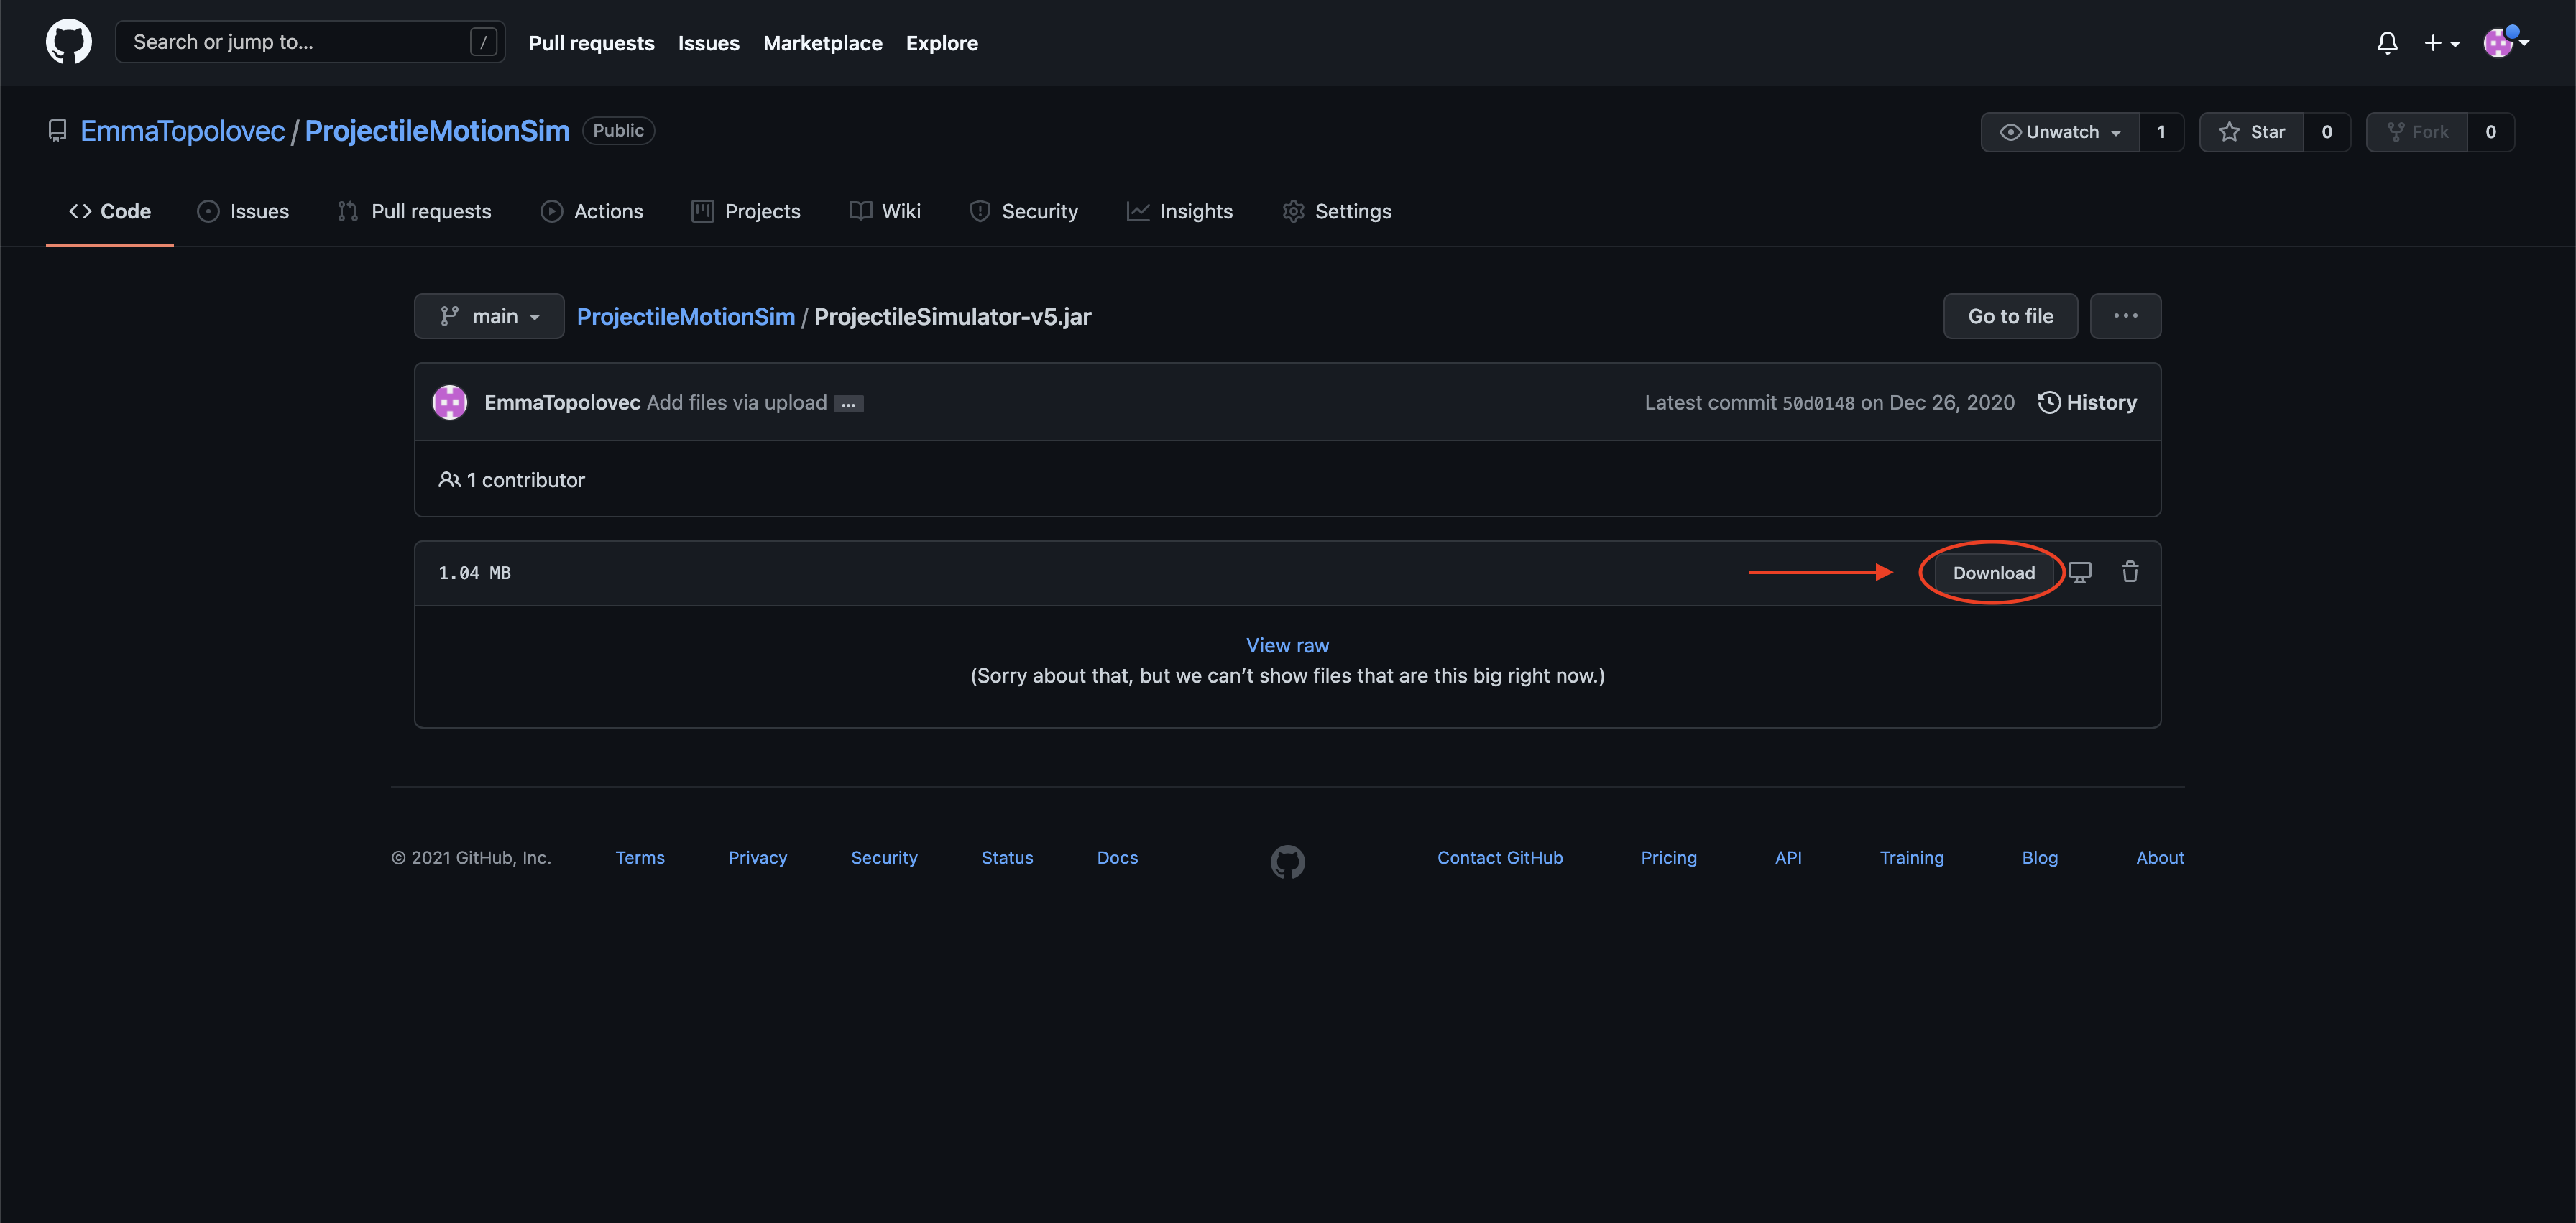 Search or jump to... / Pull requests Issues Marketplace Explore
EmmaTopolovec / ProjectileMotionSim Public Unwatch 1 Star 0 Fork 0
Code Issues Pull requests Actions Projects Wiki Security Insights Settings
main ProjectileMotionSim / ProjectileSimulator-v5.jar Go to file ...
EmmaTopolovec Add files via upload ... Latest commit 50d0148 on Dec 26, 2020 History
1 contributor
1.04 MB Download
View raw
(Sorry about that, but we can’t show files that are this big right now.)
© 2021 GitHub, Inc. Terms Privacy Security Status Docs Contact GitHub Pricing API Training Blog About